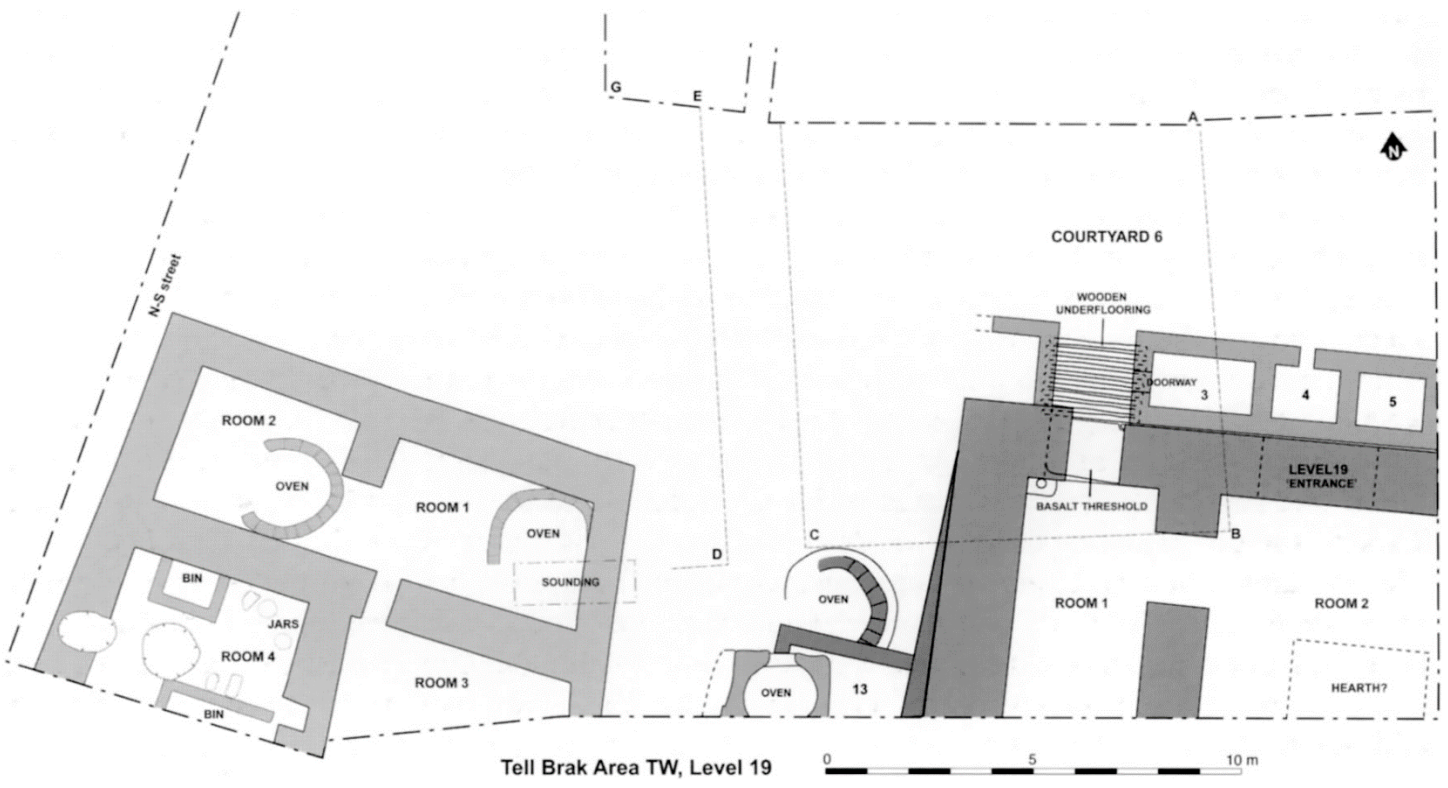 G
E
A
N
COURTYARD 6
N-S street
WOODEN
UNDERFLOORING
DOORWAY
3
4
5
ROOM 2
OVEN
ROOM 1
OVEN
LEVEL19
'ENTRANCE'
BASALT THRESHOLD
C
B
D
SOUNDING
BIN
JARS
OVEN
ROOM 1
ROOM 2
ROOM 4
ROOM 3
OVEN
13
HEARTH?
BIN
Tell Brak Area TW, Level 19
0 5 10 m